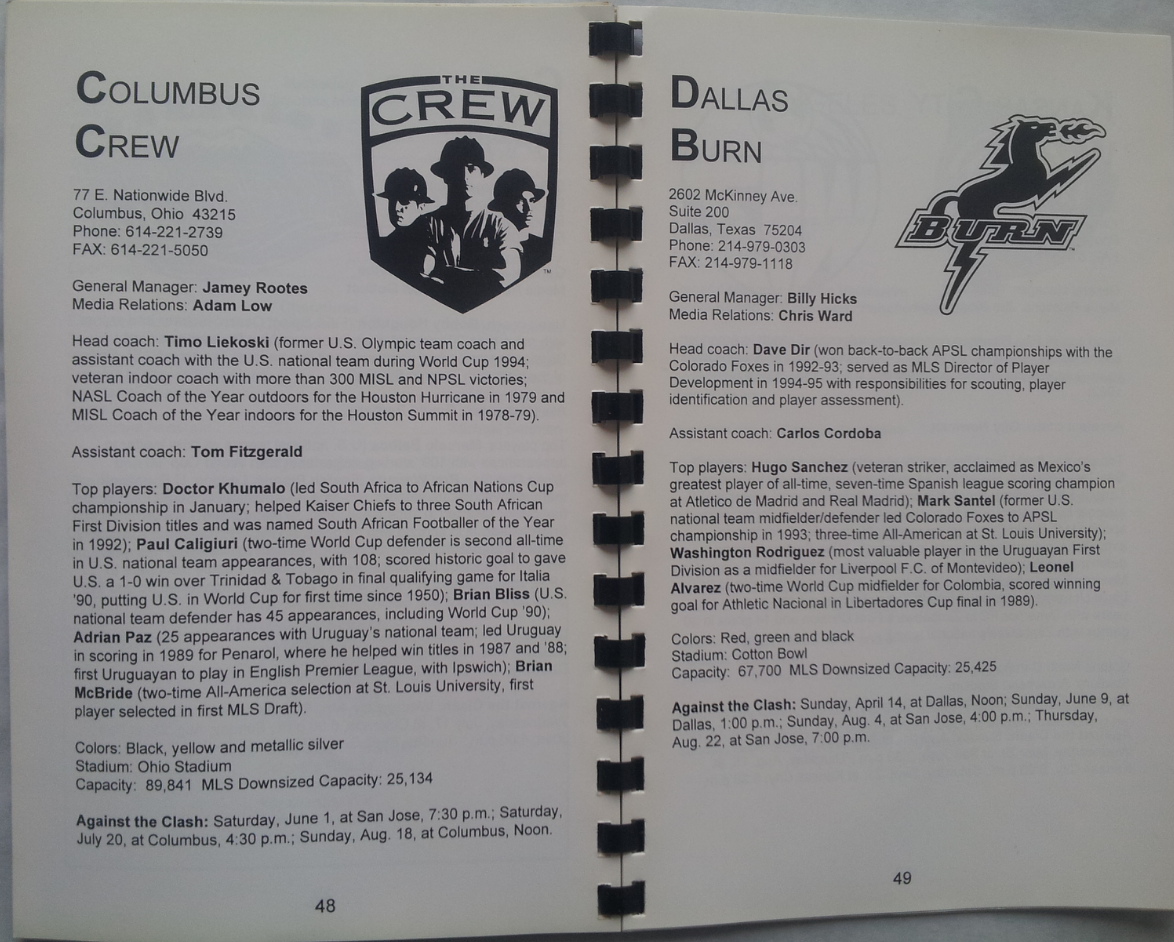 COLUMBUS
CREW
THE
CREW
TM
77 E. Nationwide Blvd.
Columbus, Ohio 43215
Phone: 614-221-2739
FAX: 614-221-5050
General Manager: Jamey Rootes
Media Relations: Adam Low
Head coach: Timo Liekoski (former U.S. Olympic team coach and
assistant coach with the U.S. national team during World Cup 1994;
veteran indoor coach with more than 300 MISL and NPSL victories;
NASL Coach of the Year outdoors for the Houston Hurricane in 1979 and
MISL Coach of the Year indoors for the Houston Summit in 1978-79).
Assistant coach: Tom Fitzgerald
Top players: Doctor Khumalo (led South Africa to African Nations Cup
championship in January; helped Kaiser Chiefs to three South African
First Division titles and was named South African Footballer of the Year
in 1992); Paul Caligiuri (two-time World Cup defender is second all-time
in U.S. national team appearances, with 108; scored historic goal to gave
U.S. a 1-0 win over Trinidad & Tobago in final qualifying game for Italia
'90, putting U.S. in World Cup for first time since 1950); Brian Bliss (U.S.
national team defender has 45 appearances, including World Cup '90);
Adrian Paz (25 appearances with Uruguay's national team; led Uruguay
in scoring in 1989 for Penarol, where he helped win titles in 1987 and '88;
first Uruguayan to play in English Premier League, with Ipswich); Brian
McBride (two-time All-America selection at St. Louis University, first
player selected in first MLS Draft).
Colors: Black, yellow and metallic silver
Stadium: Ohio Stadium
Capacity: 89,841 MLS Downsized Capacity: 25,134
Against the Clash: Saturday, June 1, at San Jose, 7:30 p.m.; Saturday,
July 20, at Columbus, 4:30 p.m.; Sunday, Aug. 18, at Columbus, Noon.
48
DALLAS
BURN
BURN
2602 McKinney Ave.
Suite 200
Dallas, Texas 75204
Phone: 214-979-0303
FAX: 214-979-1118
General Manager: Billy Hicks
Media Relations: Chris Ward
Head coach: Dave Dir (won back-to-back APSL championships with the
Colorado Foxes in 1992-93; served as MLS Director of Player
Development in 1994-95 with responsibilities for scouting, player
identification and player assessment).
Assistant coach: Carlos Cordoba
Top players: Hugo Sanchez (veteran striker, acclaimed as Mexico's
greatest player of all-time, seven-time Spanish league scoring champion
at Atletico de Madrid and Real Madrid); Mark Santel (former U.S.
national team midfielder/defender led Colorado Foxes to APSL
championship in 1993; three-time All-American at St. Louis University);
Washington Rodriguez (most valuable player in the Uruguayan First
Division as a midfielder for Liverpool F.C. of Montevideo); Leonel
Alvarez (two-time World Cup midfielder for Colombia, scored winning
goal for Athletic Nacional in Libertadores Cup final in 1989).
Colors: Red, green and black
Stadium: Cotton Bowl
Capacity: 67,700 MLS Downsized Capacity: 25,425
Against the Clash: Sunday, April 14, at Dallas, Noon; Sunday, June 9, at
Dallas, 1:00 p.m.; Sunday, Aug. 4, at San Jose, 4:00 p.m.; Thursday,
Aug. 22, at San Jose, 7:00 p.m.
49